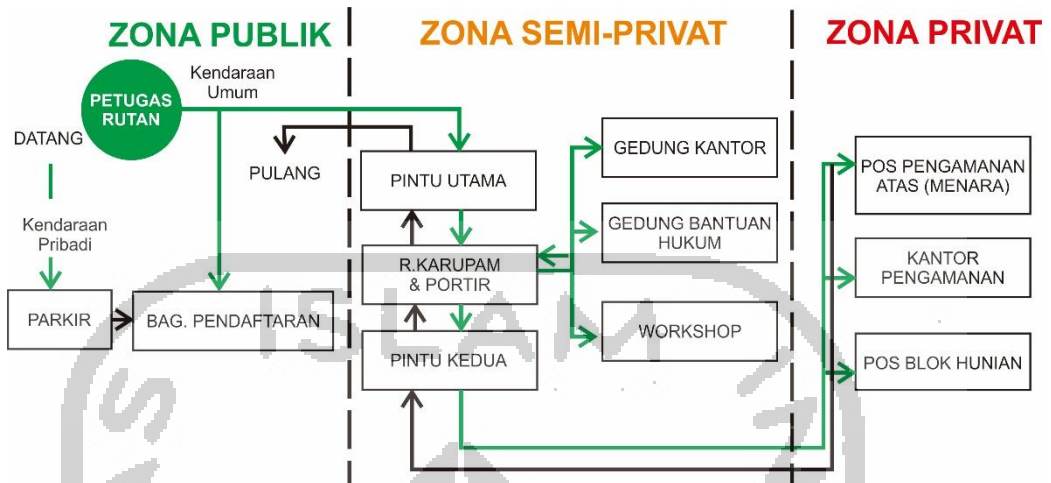 ZONA PUBLIK
ZONA SEMI-PRIVAT
ZONA PRIVAT
PETUGAS
RUTAN
Kendaraan
Umum
DATANG
PULANG
Kendaraan
Pribadi
PARKIR
BAG. PENDAFTARAN
PINTU UTAMA
R.KARUPAM
& PORTIR
PINTU KEDUA
GEDUNG KANTOR
GEDUNG BANTUAN
HUKUM
WORKSHOP
POS PENGAMANAN
ATAS (MENARA)
KANTOR
PENGAMANAN
POS BLOK HUNIAN
ISLAM